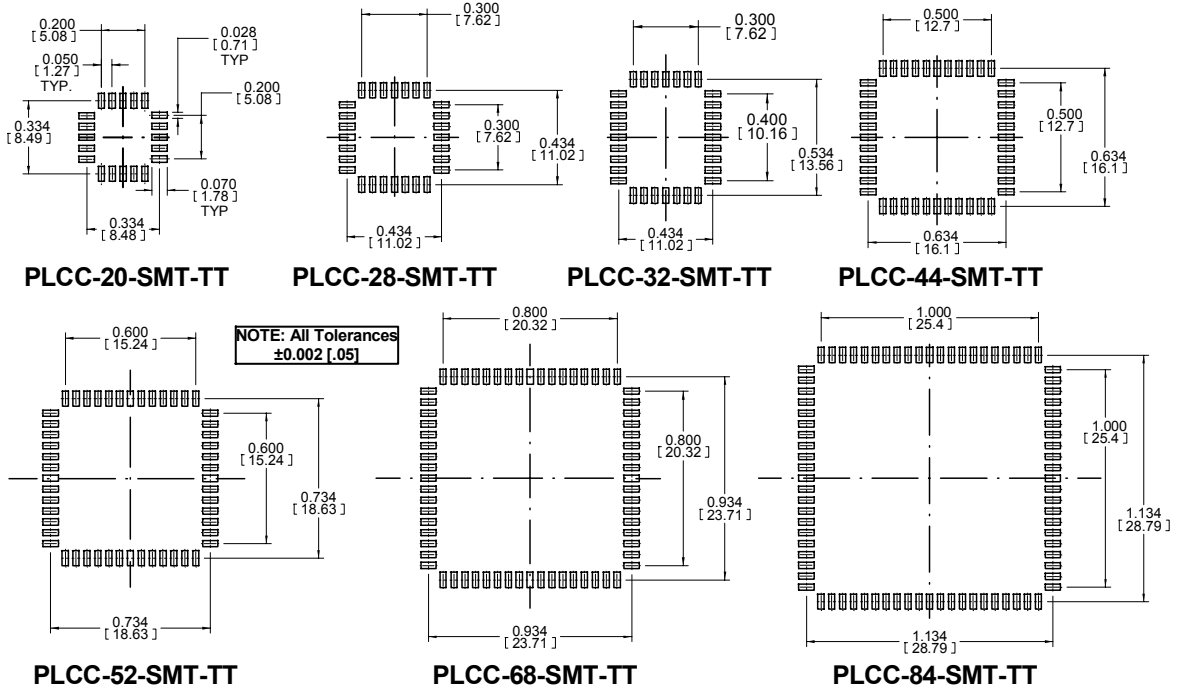 0.200
[ 5.08 ]
0.050
[ 1.27 ]
TYP.
0.028
[ 0.71 ]
TYP
0.200
[ 5.08 ]
0.334
[ 8.49 ]
0.070
[ 1.78 ]
TYP
0.334
[ 8.48 ]
PLCC-20-SMT-TT
0.300
[ 7.62 ]
0.300
[ 7.62 ]
0.434
[ 11.02 ]
0.434
[ 11.02 ]
PLCC-28-SMT-TT
0.300
[ 7.62 ]
0.400
[ 10.16 ]
0.534
[ 13.56 ]
0.434
[ 11.02 ]
PLCC-32-SMT-TT
0.500
[ 12.7 ]
0.500
[ 12.7 ]
0.634
[ 16.1 ]
0.634
[ 16.1 ]
PLCC-44-SMT-TT
0.600
[ 15.24 ]
NOTE: All Tolerances
±0.002 [.05]
0.600
[ 15.24 ]
0.734
[ 18.63 ]
0.734
[ 18.63 ]
PLCC-52-SMT-TT
0.800
[ 20.32 ]
0.800
[ 20.32 ]
0.934
[ 23.71 ]
0.934
[ 23.71 ]
PLCC-68-SMT-TT
1.000
[ 25.4 ]
1.000
[ 25.4 ]
1.134
[ 28.79 ]
1.134
[ 28.79 ]
PLCC-84-SMT-TT